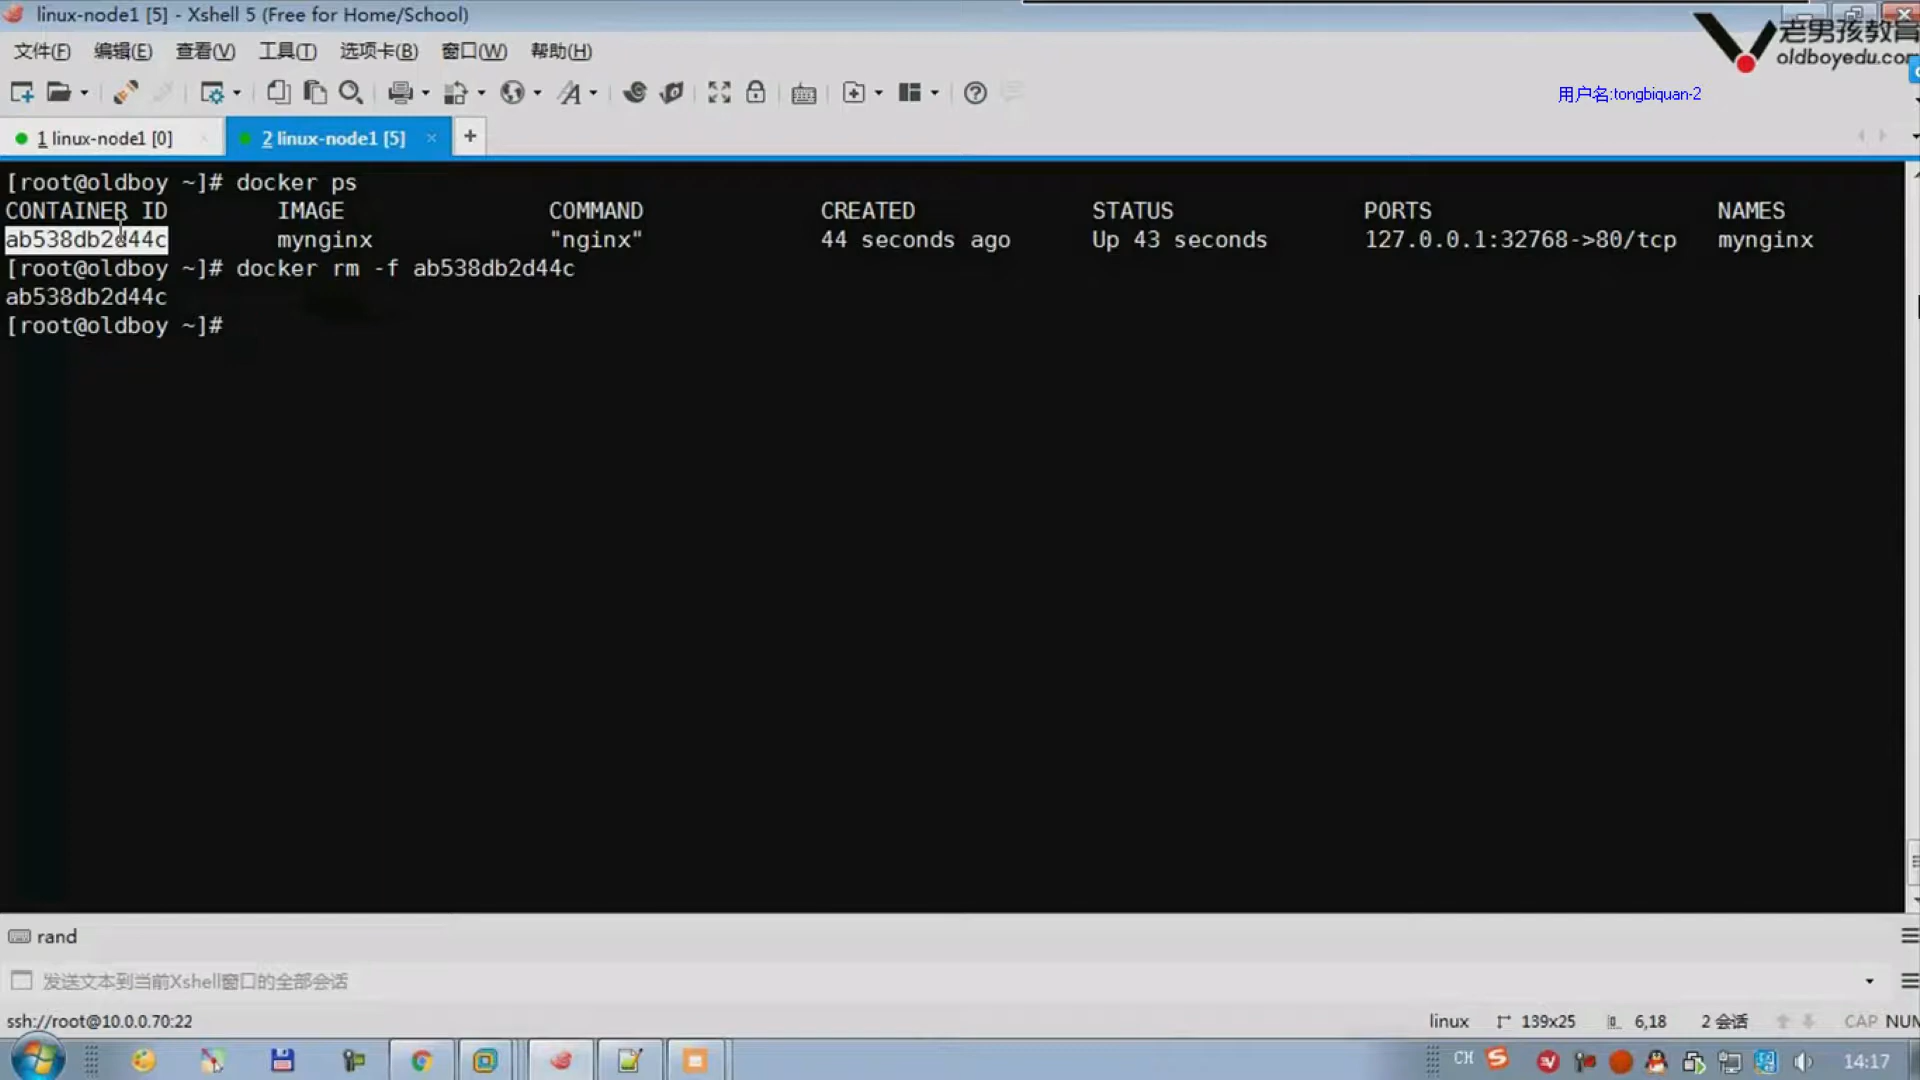 linux-node1 [5] - Xshell 5 (Free for Home/School)
老男孩教育
oldboyedu.com
文件(F) 编辑(E) 查看(V) 工具(T) 选项卡(B) 窗口(W) 帮助(H)
用户名:tongbiquan-2
1 linux-node1 [0] 2 linux-node1 [5] +
[root@oldboy ~]# docker ps
CONTAINER ID IMAGE COMMAND CREATED STATUS PORTS NAMES
ab538db2d44c mynginx "nginx" 44 seconds ago Up 43 seconds 127.0.0.1:32768->80/tcp mynginx
[root@oldboy ~]# docker rm -f ab538db2d44c
ab538db2d44c
[root@oldboy ~]#
rand
发送文本到当前Xshell窗口的全部会话
ssh://root@10.0.0.70:22 linux 139x25 6,18 2 会话 CAP NUM
CH 14:17